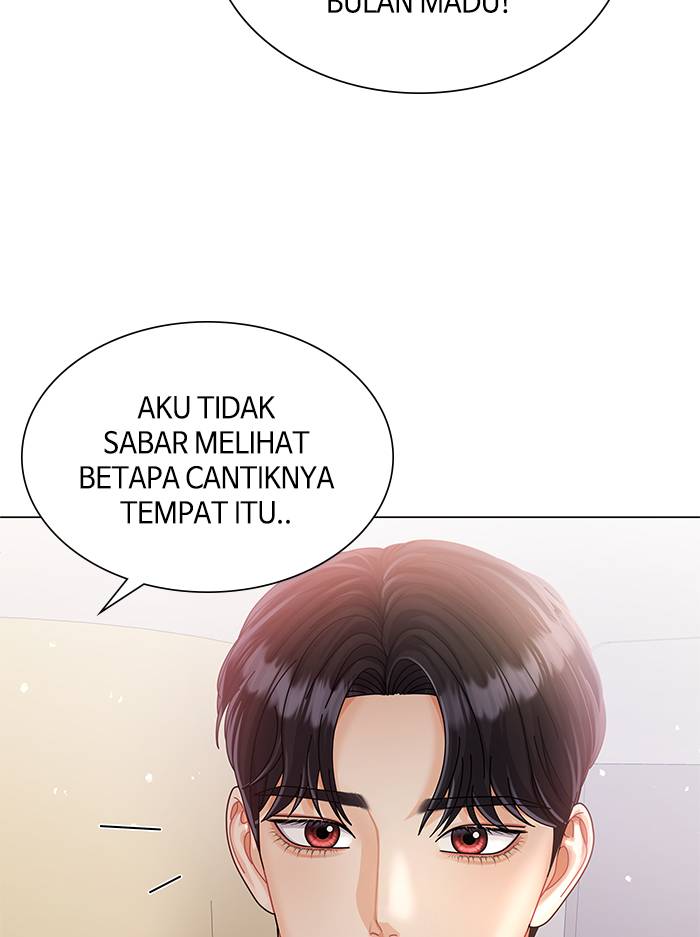 BULAN MADU!
AKU TIDAK
SABAR MELIHAT
BETAPA CANTIKNYA
TEMPAT ITU..